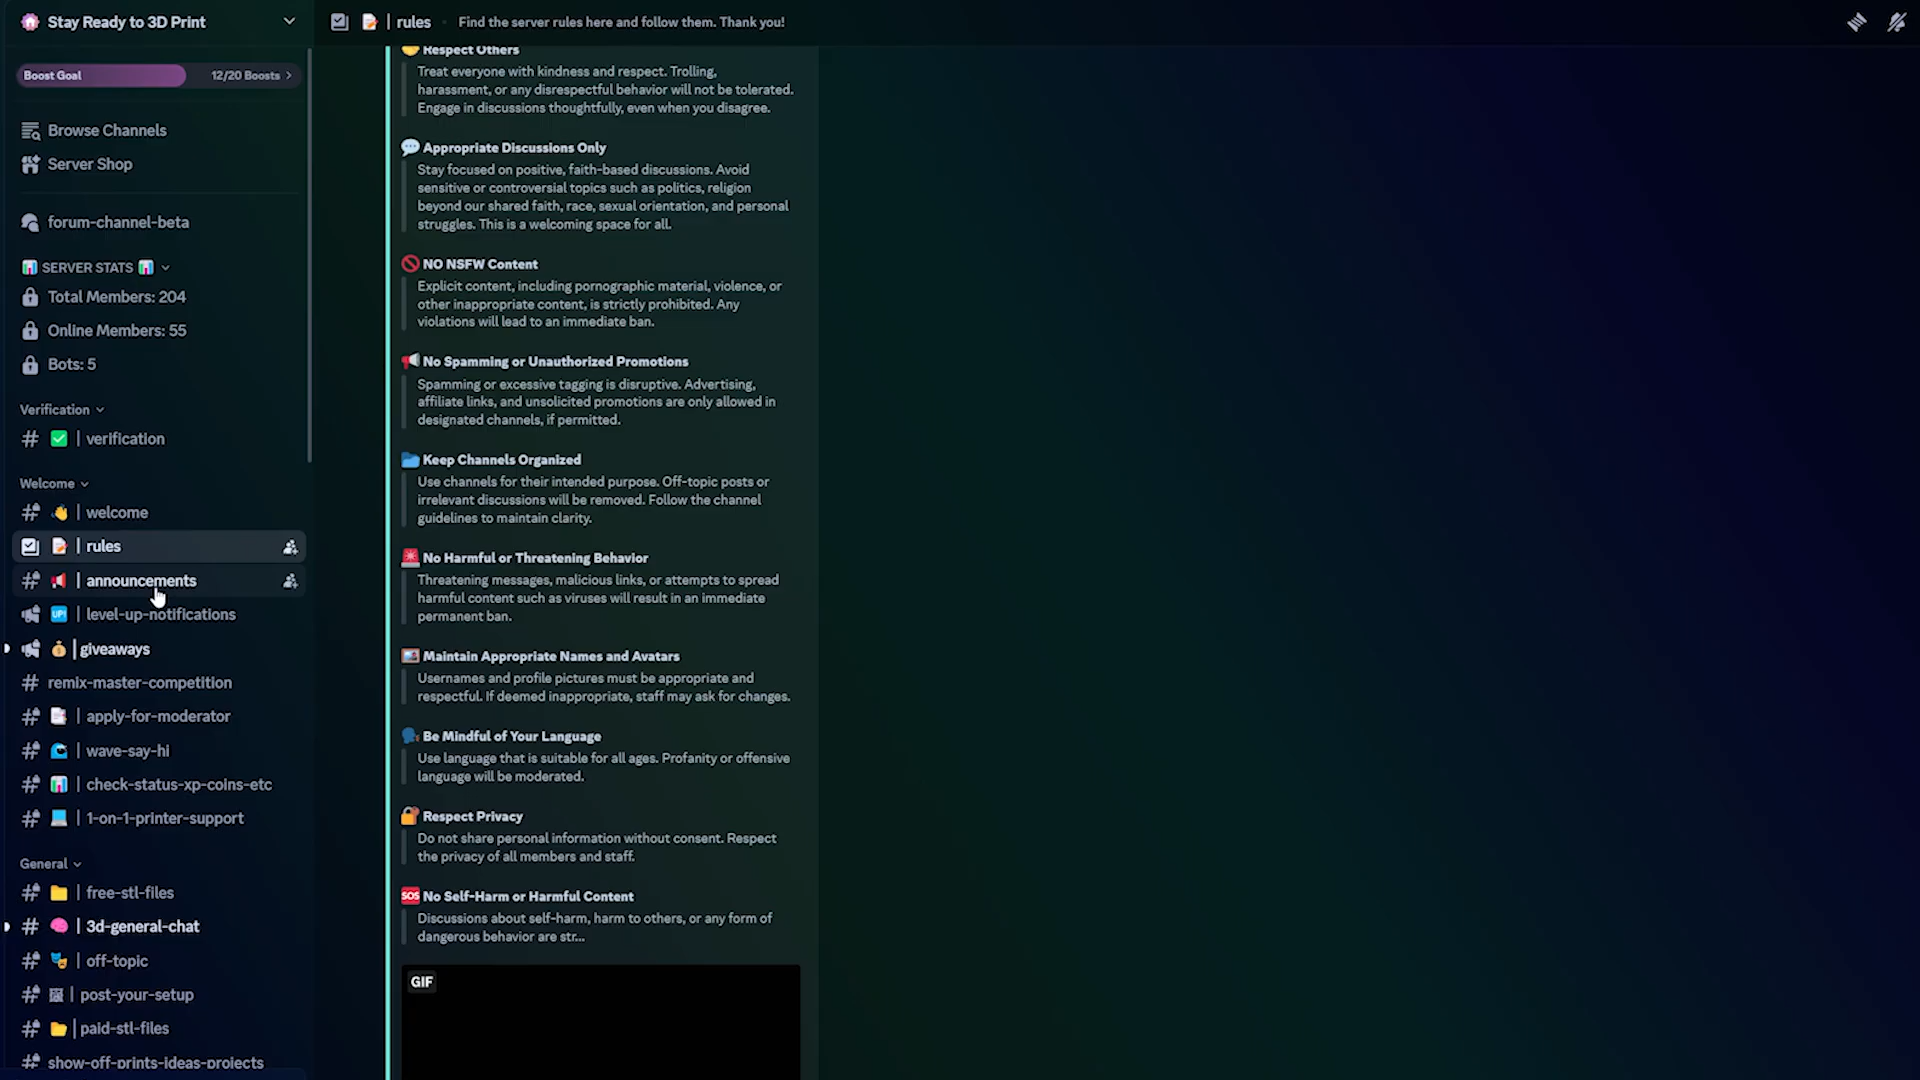 Stay Ready to 3D Print
Boost Goal
12/20 Boosts
Browse Channels
Server Shop
forum-channel-beta
SERVER STATS
Total Members: 204
Online Members: 55
Bots: 5
Verification
# | verification
Welcome
# | welcome
| rules
# | announcements
UP! | level-up-notifications
| giveaways
# remix-master-competition
# | apply-for-moderator
# | wave-say-hi
# | check-status-xp-coins-etc
# | 1-on-1-printer-support
General
# | free-stl-files
# | 3d-general-chat
# | off-topic
# | post-your-setup
# | paid-stl-files
# show-off-prints-ideas-projects
| rules
Find the server rules here and follow them. Thank you!
Respect Others
Treat everyone with kindness and respect. Trolling,
harassment, or any disrespectful behavior will not be tolerated.
Engage in discussions thoughtfully, even when you disagree.
Appropriate Discussions Only
Stay focused on positive, faith-based discussions. Avoid
sensitive or controversial topics such as politics, religion
beyond our shared faith, race, sexual orientation, and personal
struggles. This is a welcoming space for all.
NO NSFW Content
Explicit content, including pornographic material, violence, or
other inappropriate content, is strictly prohibited. Any
violations will lead to an immediate ban.
No Spamming or Unauthorized Promotions
Spamming or excessive tagging is disruptive. Advertising,
affiliate links, and unsolicited promotions are only allowed in
designated channels, if permitted.
Keep Channels Organized
Use channels for their intended purpose. Off-topic posts or
irrelevant discussions will be removed. Follow the channel
guidelines to maintain clarity.
No Harmful or Threatening Behavior
Threatening messages, malicious links, or attempts to spread
harmful content such as viruses will result in an immediate
permanent ban.
Maintain Appropriate Names and Avatars
Usernames and profile pictures must be appropriate and
respectful. If deemed inappropriate, staff may ask for changes.
Be Mindful of Your Language
Use language that is suitable for all ages. Profanity or offensive
language will be moderated.
Respect Privacy
Do not share personal information without consent. Respect
the privacy of all members and staff.
SOS No Self-Harm or Harmful Content
Discussions about self-harm, harm to others, or any form of
dangerous behavior are str...
GIF